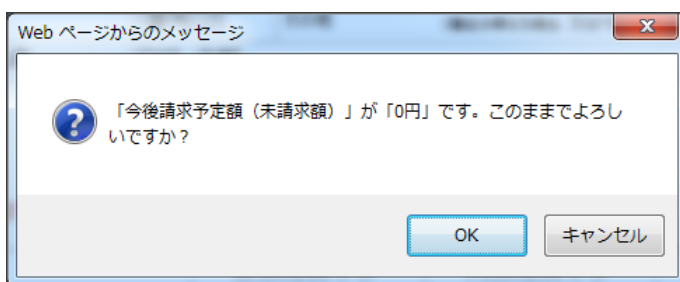 Web ページからのメッセージ
「今後請求予定額（未請求額）」が「0円」です。このままでよろし
いですか？
OK
キャンセル